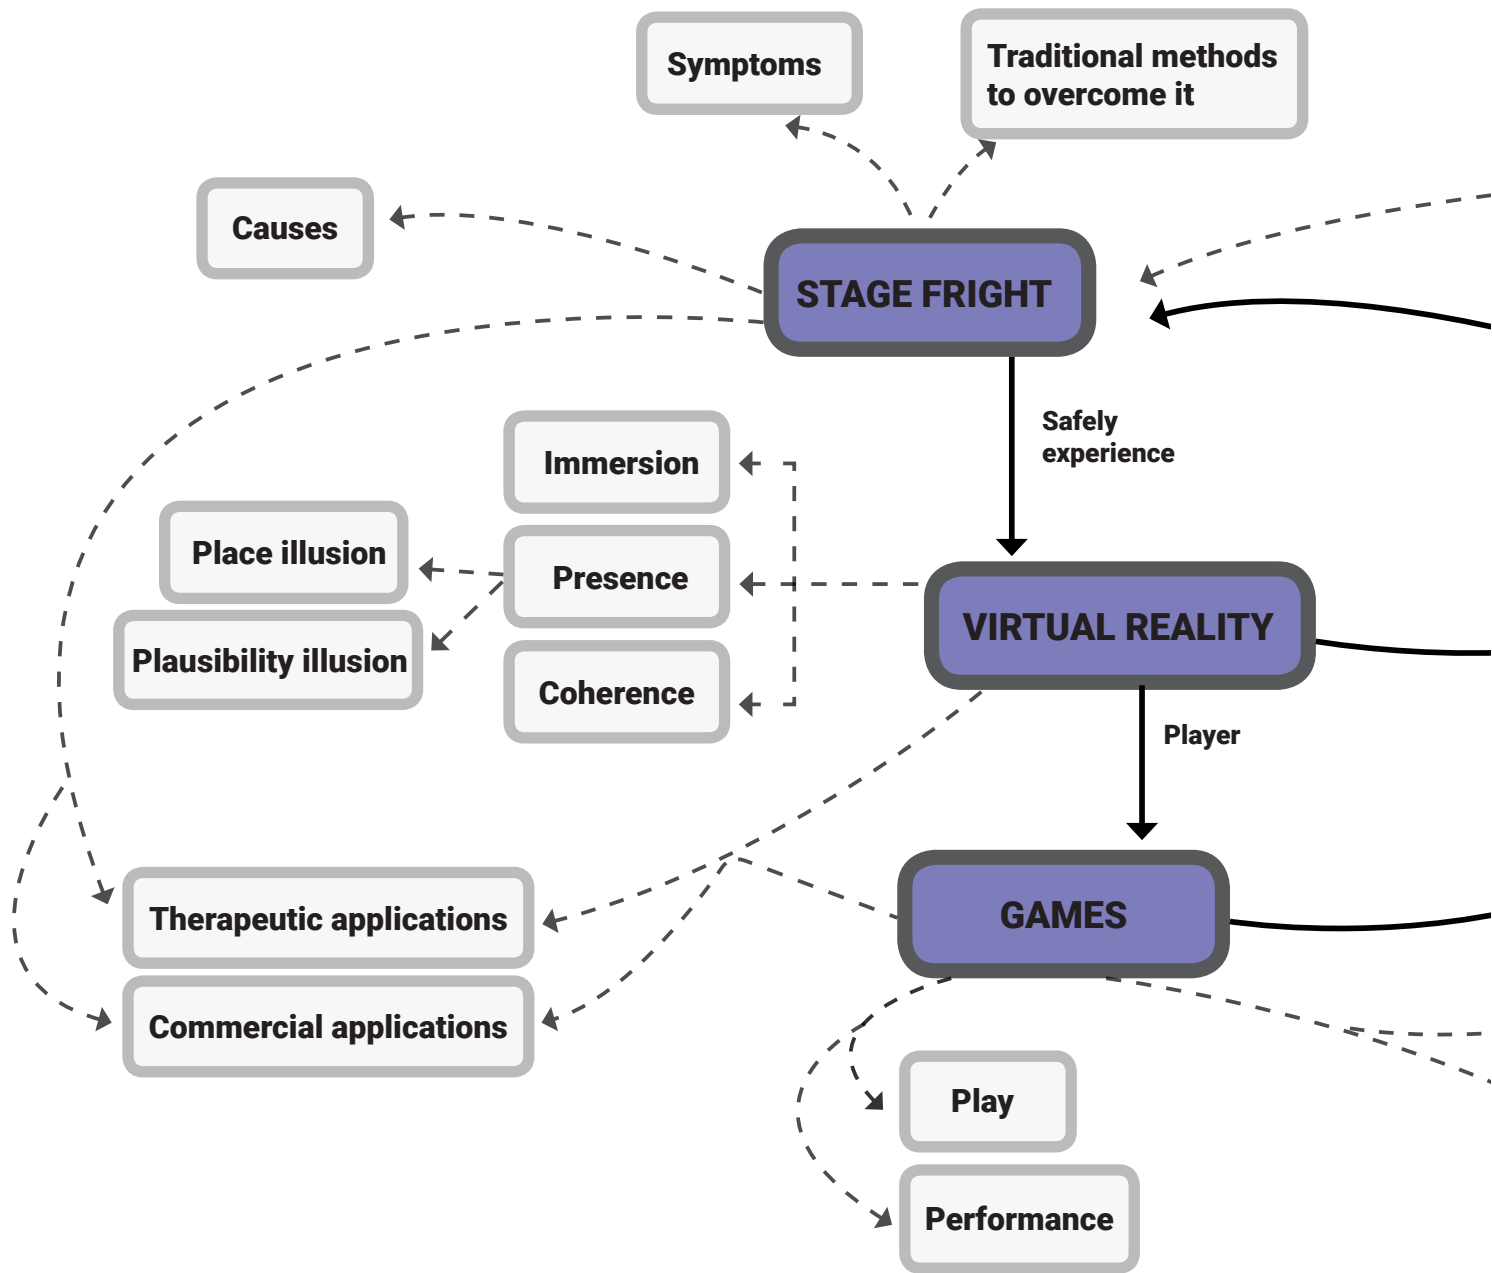 Symptoms
Traditional methods
to overcome it
Causes
STAGE FRIGHT
Safely
experience
Immersion
Place illusion
Presence
Plausibility illusion
Coherence
VIRTUAL REALITY
Player
Therapeutic applications
GAMES
Commercial applications
Play
Performance